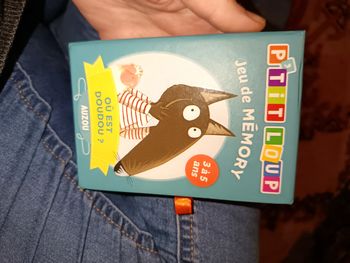 P'TIT LOUP
Jeu de MÉMORY
3 à 5
ans
OÙ EST
DOUDOU ?
AUZOU